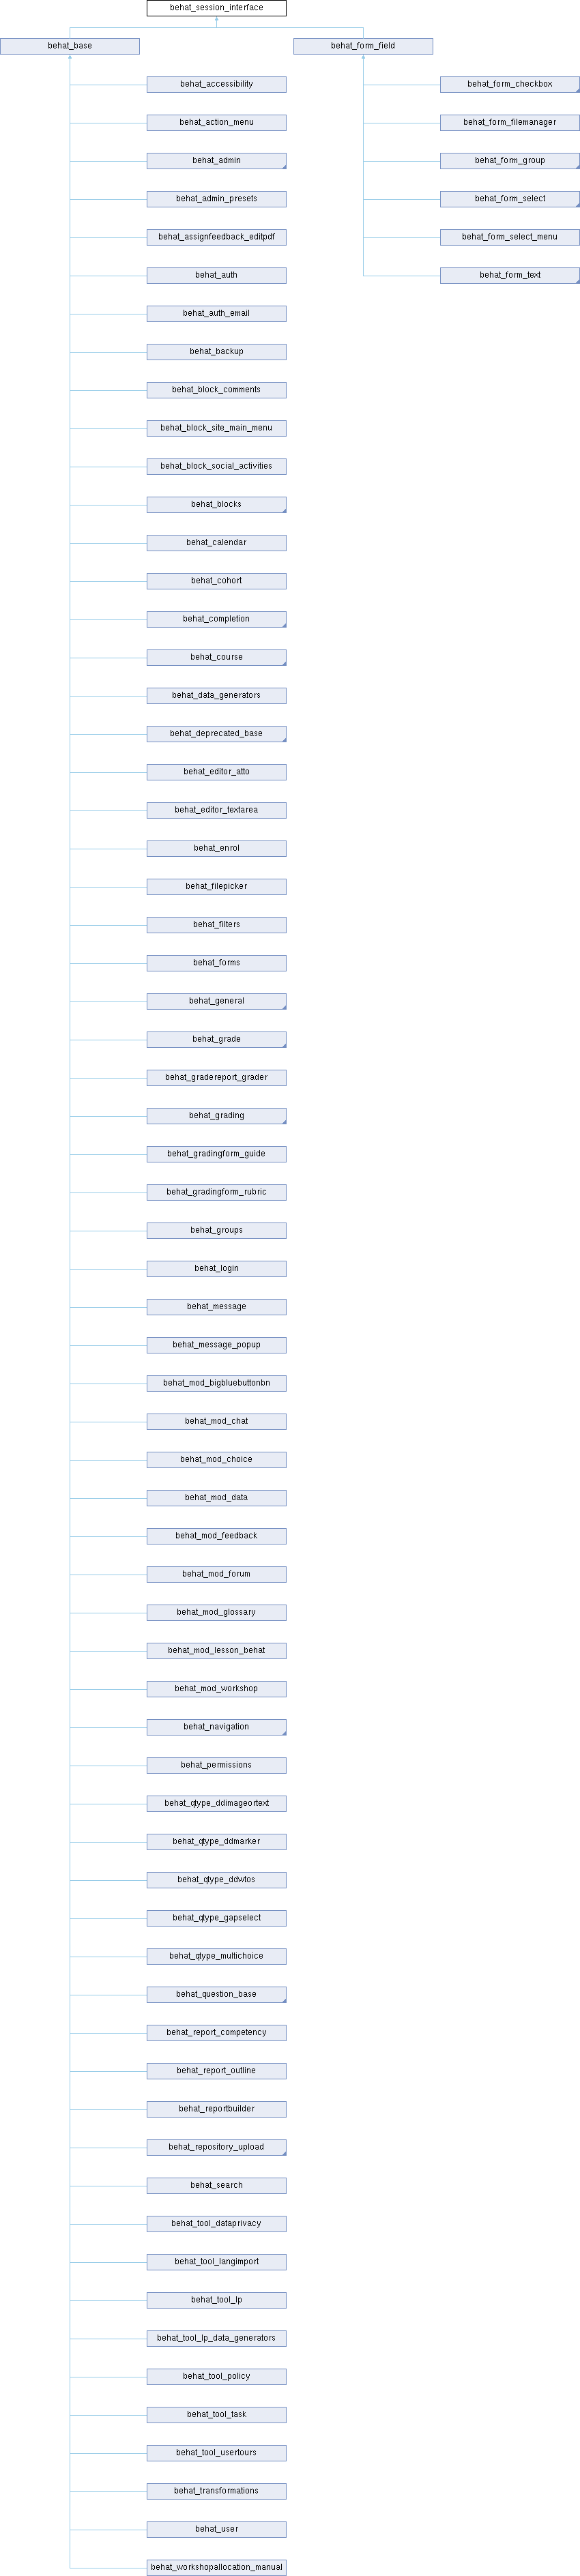 behat_session_interface
behat_base
behat_form_field
behat_accessibility
behat_form_checkbox
behat_action_menu
behat_form_filemanager
behat_admin
behat_form_group
behat_admin_presets
behat_form_select
behat_assignfeedback_editpdf
behat_form_select_menu
behat_auth
behat_form_text
behat_auth_email
behat_backup
behat_block_comments
behat_block_site_main_menu
behat_block_social_activities
behat_blocks
behat_calendar
behat_cohort
behat_completion
behat_course
behat_data_generators
behat_deprecated_base
behat_editor_atto
behat_editor_textarea
behat_enrol
behat_filepicker
behat_filters
behat_forms
behat_general
behat_grade
behat_gradereport_grader
behat_grading
behat_gradingform_guide
behat_gradingform_rubric
behat_groups
behat_login
behat_message
behat_message_popup
behat_mod_bigbluebuttonbn
behat_mod_chat
behat_mod_choice
behat_mod_data
behat_mod_feedback
behat_mod_forum
behat_mod_glossary
behat_mod_lesson_behat
behat_mod_workshop
behat_navigation
behat_permissions
behat_qtype_ddimageortext
behat_qtype_ddmarker
behat_qtype_ddwtos
behat_qtype_gapselect
behat_qtype_multichoice
behat_question_base
behat_report_competency
behat_report_outline
behat_reportbuilder
behat_repository_upload
behat_search
behat_tool_dataprivacy
behat_tool_langimport
behat_tool_lp
behat_tool_lp_data_generators
behat_tool_policy
behat_tool_task
behat_tool_usertours
behat_transformations
behat_user
behat_workshopallocation_manual